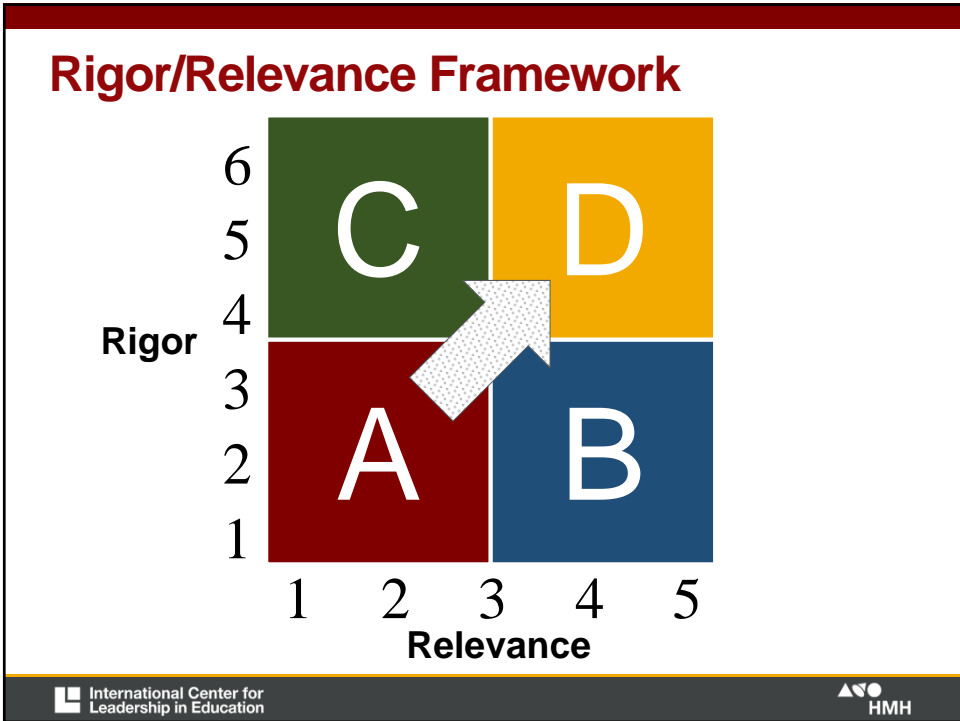 Rigor/Relevance Framework
6
5
4
Rigor
3
2
1
C
D
A
B
1 2 3 4 5
Relevance
International Center for
Leadership in Education
HMH